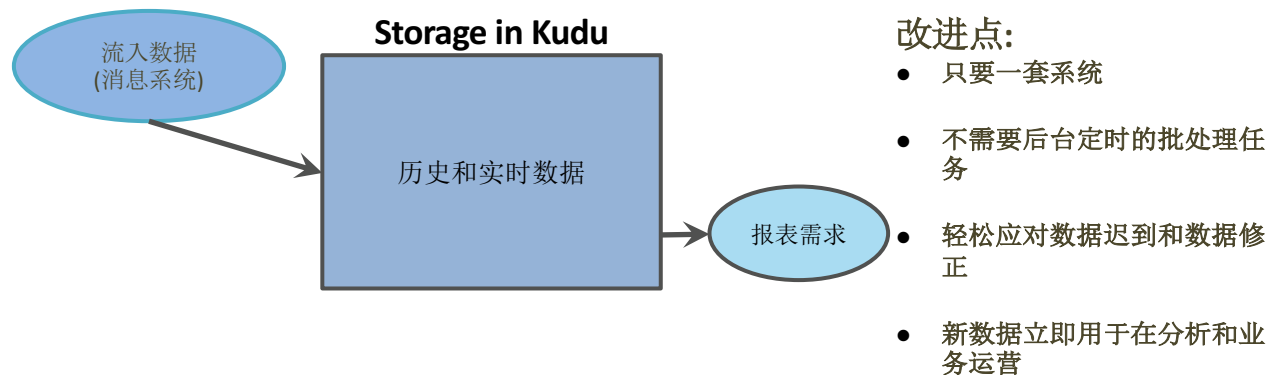 流入数据
(消息系统)
Storage in Kudu
历史和实时数据
报表需求
改进点:
● 只要一套系统
● 不需要后台定时的批处理任
务
● 轻松应对数据迟到和数据修
正
● 新数据立即用于在分析和业
务运营